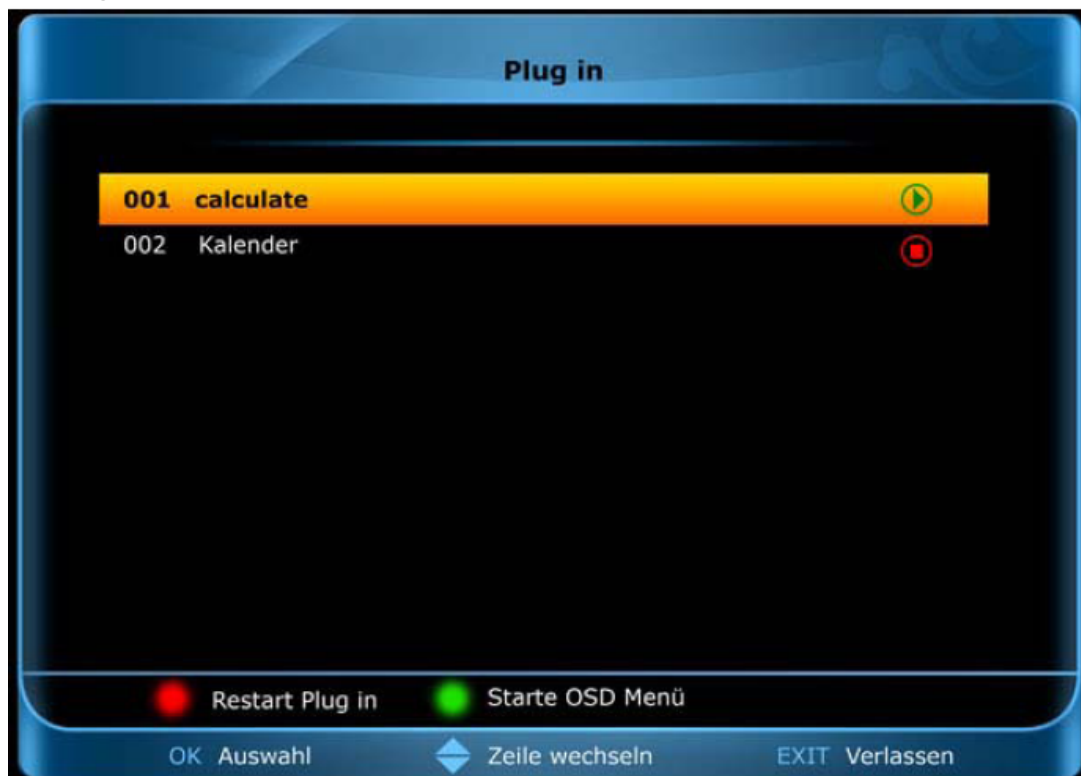 Plug in
001 calculate
002 Kalender
Restart Plug in Starte OSD Menü
OK Auswahl Zeile wechseln EXIT Verlassen